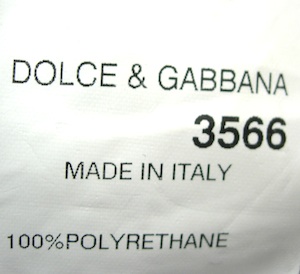 DOLCE & GABBANA
3566
MADE IN ITALY
100%POLYRETHANE